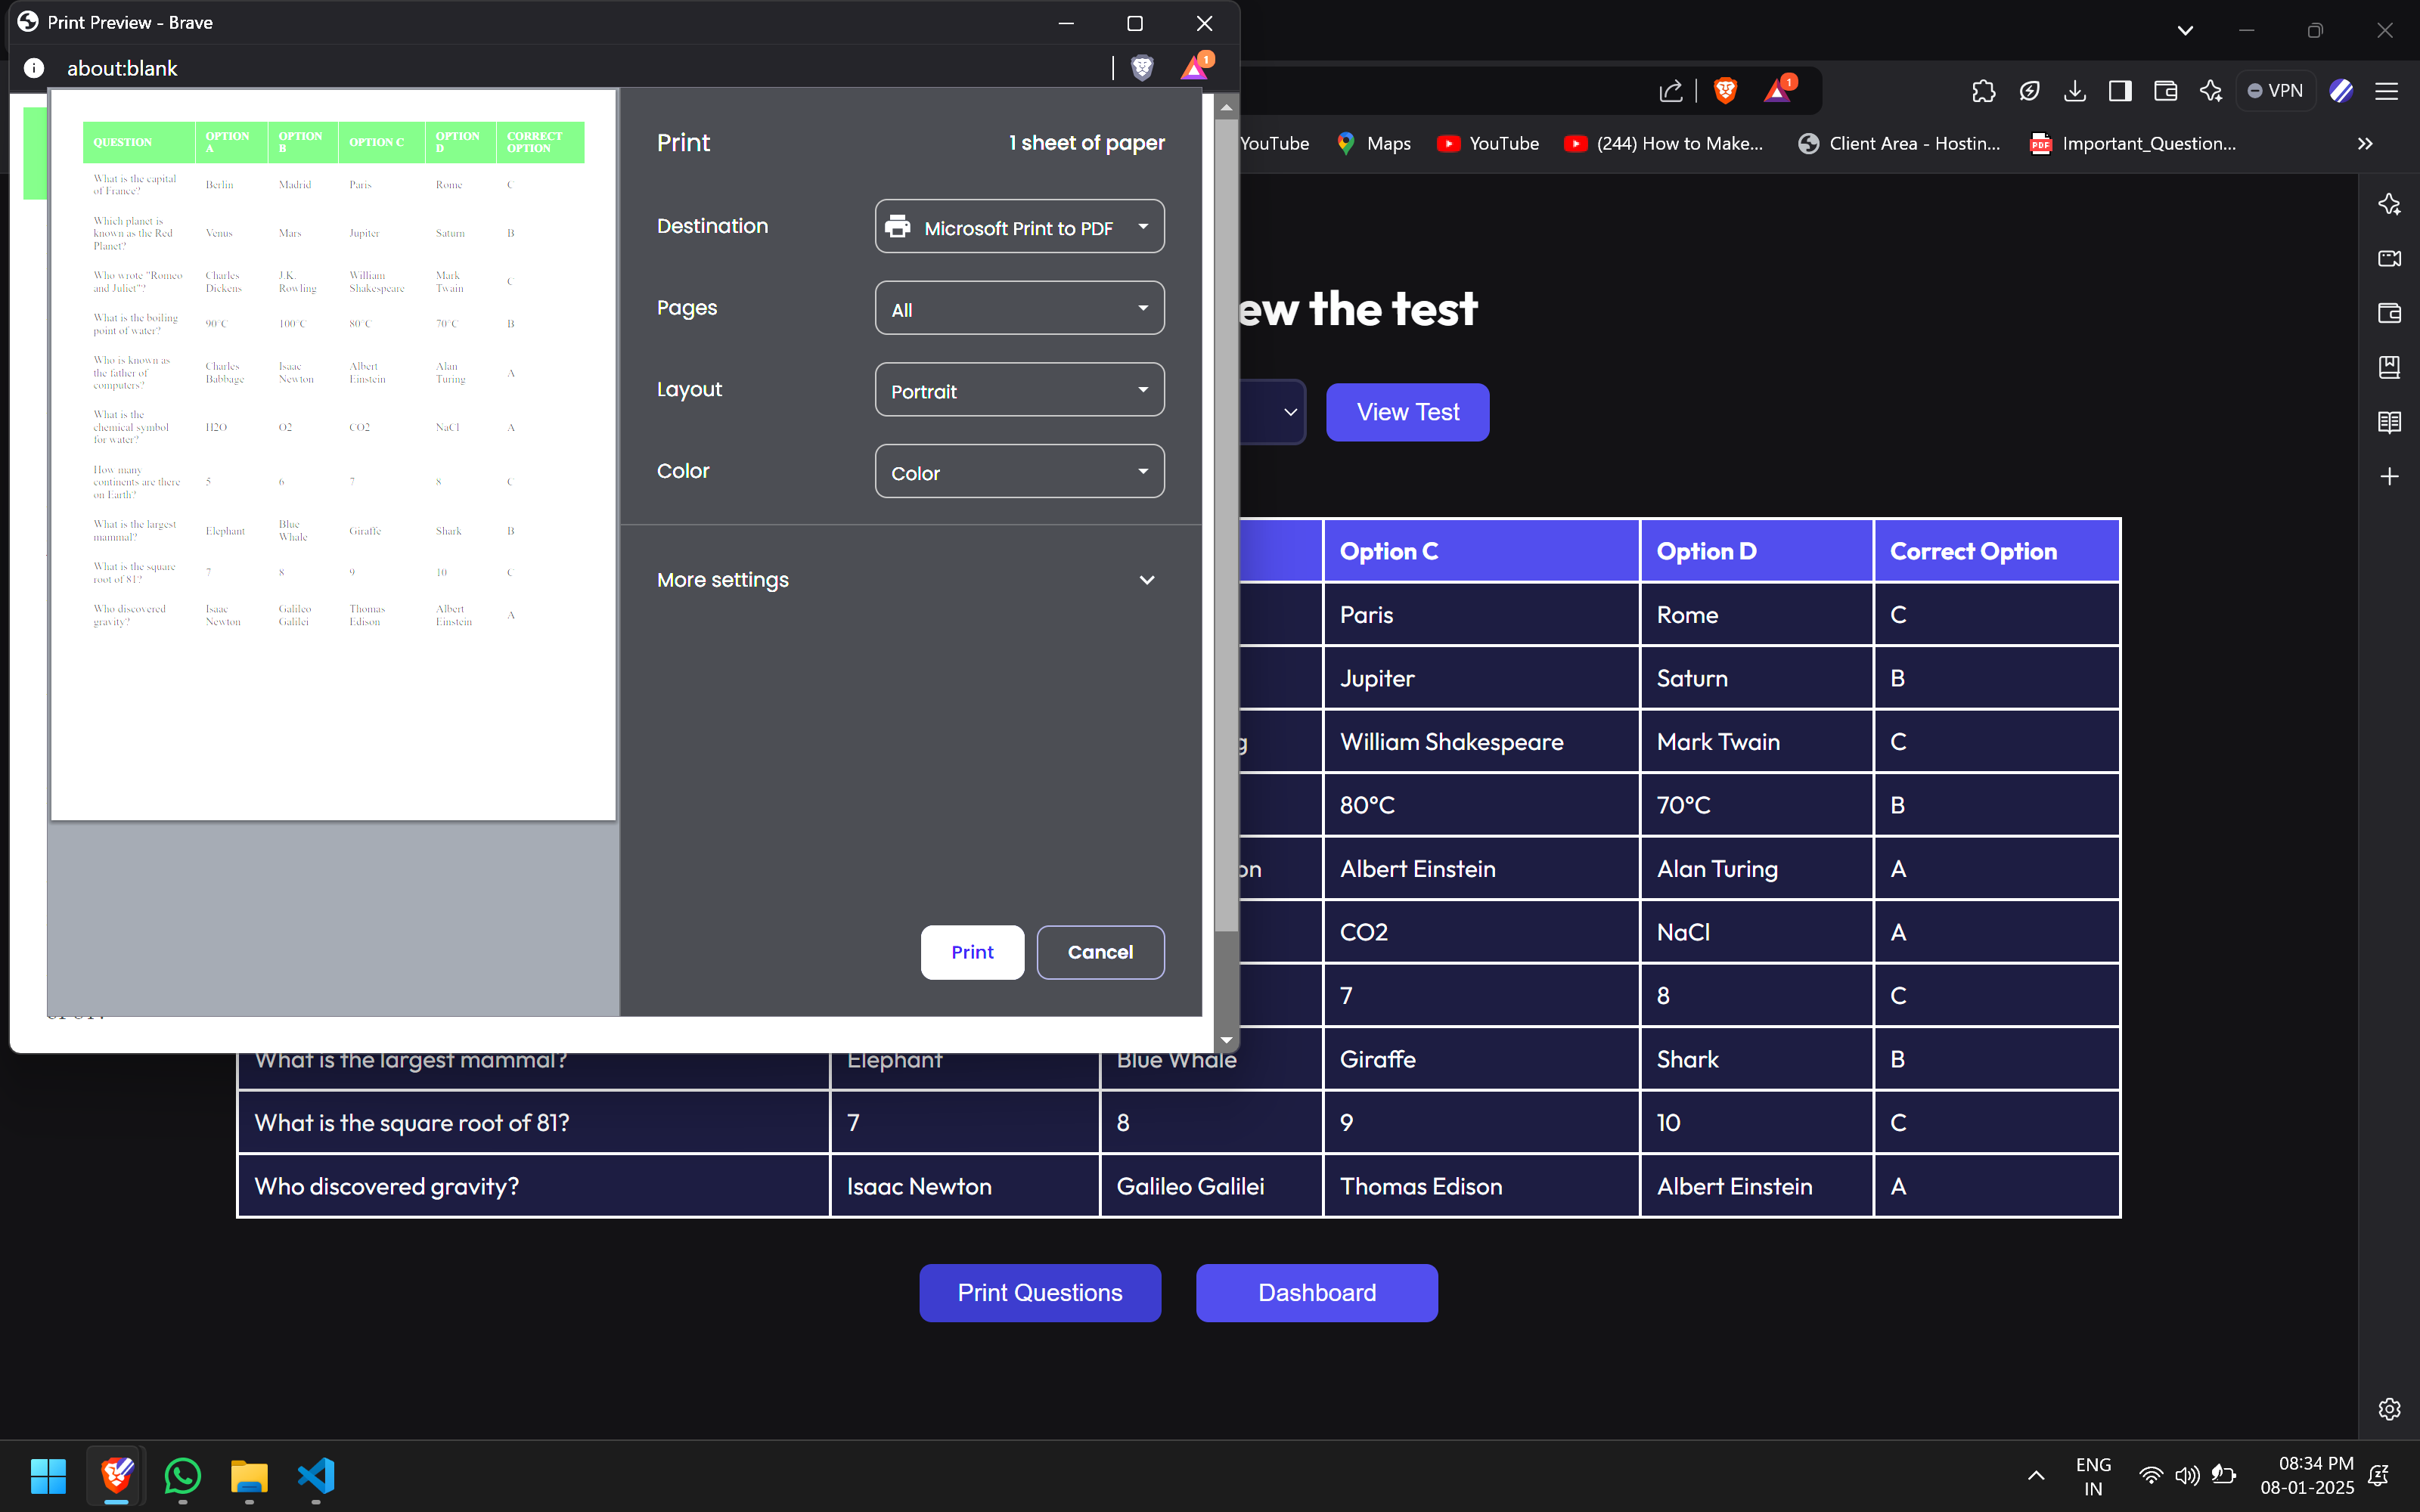 Print Preview - Brave
about:blank
1
QUESTION OPTION A OPTION B OPTION C OPTION D CORRECT OPTION
What is the capital of France? Berlin Madrid Paris Rome C
Which planet is known as the Red Planet? Venus Mars Jupiter Saturn B
Who wrote "Romeo and Juliet"? Charles Dickens J.K. Rowling William Shakespeare Mark Twain C
What is the boiling point of water? 90°C 100°C 80°C 70°C B
Who is known as the father of computers? Charles Babbage Isaac Newton Albert Einstein Alan Turing A
What is the chemical symbol for water? H2O O2 CO2 NaCl A
How many continents are there on Earth? 5 6 7 8 C
What is the largest mammal? Elephant Blue Whale Giraffe Shark B
What is the square root of 81? 7 8 9 10 C
Who discovered gravity? Isaac Newton Galileo Galilei Thomas Edison Albert Einstein A
Print 1 sheet of paper
Destination Microsoft Print to PDF
Pages All
Layout Portrait
Color Color
More settings
Print Cancel
1
VPN
YouTube Maps YouTube (244) How to Make... Client Area - Hostin... PDF Important_Question...
ew the test
View Test
Option C Option D Correct Option
Paris Rome C
Jupiter Saturn B
g William Shakespeare Mark Twain C
80°C 70°C B
on Albert Einstein Alan Turing A
CO2 NaCl A
7 8 C
What is the largest mammal? Elephant Blue Whale Giraffe Shark B
What is the square root of 81? 7 8 9 10 C
Who discovered gravity? Isaac Newton Galileo Galilei Thomas Edison Albert Einstein A
Print Questions Dashboard
ENG
IN
08:34 PM
08-01-2025